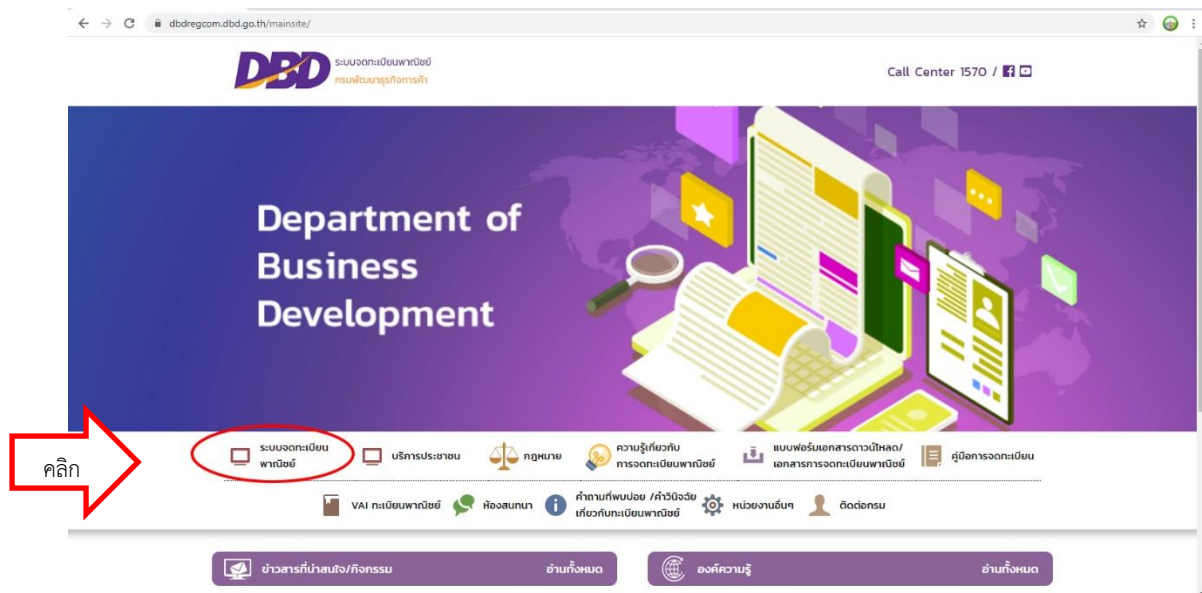 dbdregcom.dbd.go.th/mainsite/
DBD
ระบบจดทะเบียนพาณิชย์
กรมพัฒนาธุรกิจการค้า
Call Center 1570 /
Department of
Business
Development
คลิก
ระบบจดทะเบียน
พาณิชย์
บริการประชาชน
กฎหมาย
ความรู้เกี่ยวกับ
การจดทะเบียนพาณิชย์
แบบฟอร์มเอกสารดาวน์โหลด/
เอกสารการจดทะเบียนพาณิชย์
คู่มือการจดทะเบียน
VAI ทะเบียนพาณิชย์
ห้องสนทนา
คำถามที่พบบ่อย /คำวินิจฉัย
เกี่ยวกับทะเบียนพาณิชย์
หน่วยงานอื่นๆ
ติดต่อกรม
ข่าวสารที่น่าสนใจ/กิจกรรม
อ่านทั้งหมด
องค์ความรู้
อ่านทั้งหมด